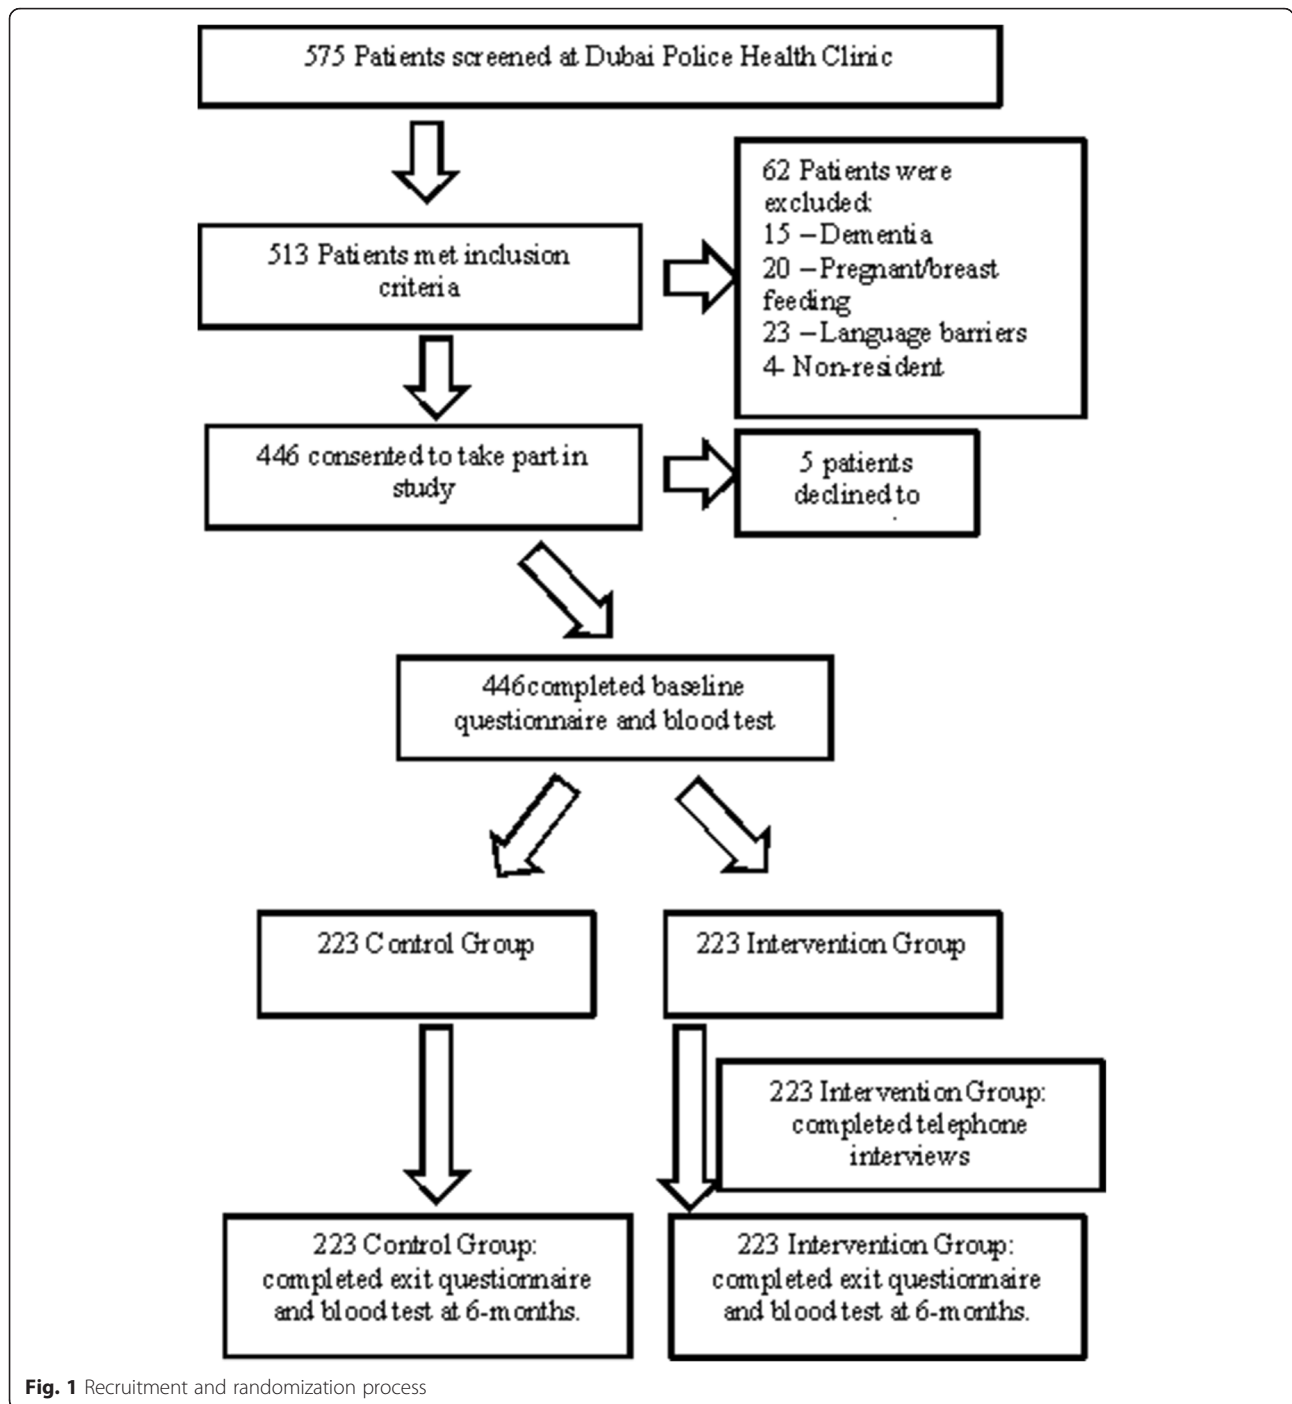 575 Patients screened at Dubai Police Health Clinic
513 Patients met inclusion
criteria
62 Patients were
excluded:
15 – Dementia
20 – Pregnant/breast
feeding
23 – Language barriers
4- Non-resident
446 consented to take part in
study
5 patients
declined to
446completed baseline
questionnaire and blood test
223 Control Group
223 Intervention Group
223 Intervention Group:
completed telephone
interviews
223 Control Group:
completed exit questionnaire
and blood test at 6-months.
223 Intervention Group:
completed exit questionnaire
and blood test at 6-months.
Fig. 1 Recruitment and randomization process